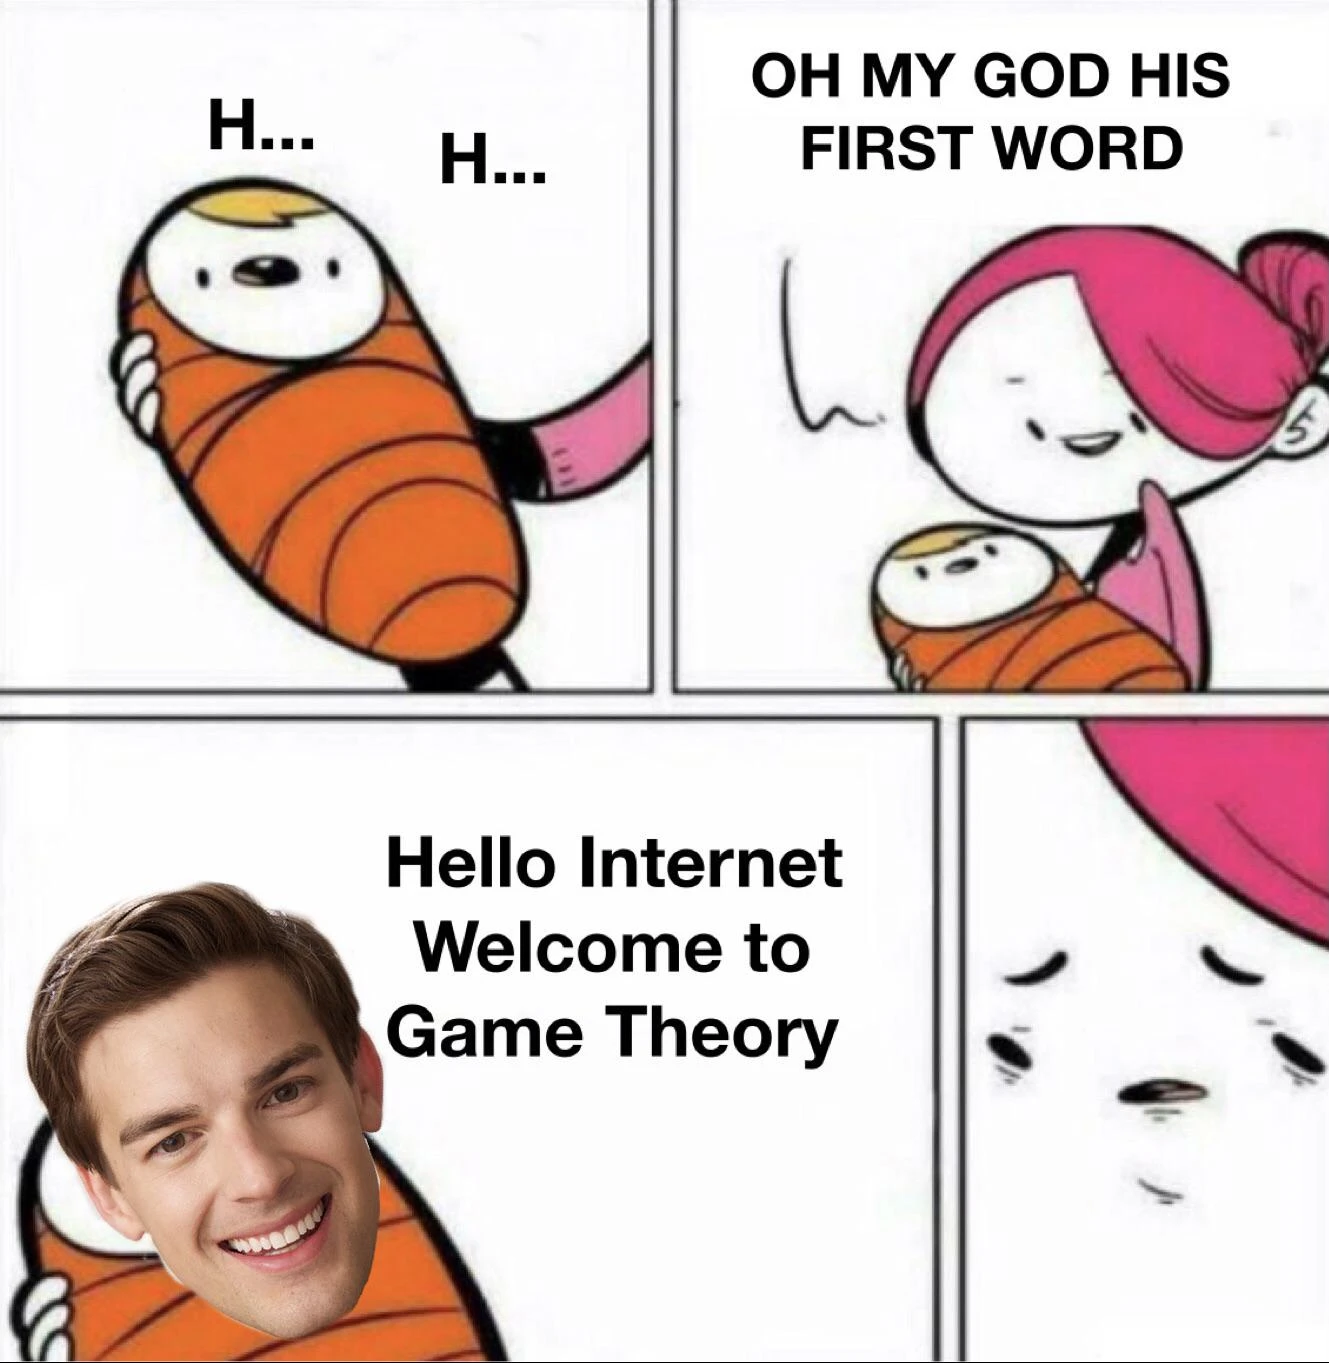 H...
H...
OH MY GOD HIS
FIRST WORD
Hello Internet
Welcome to
Game Theory